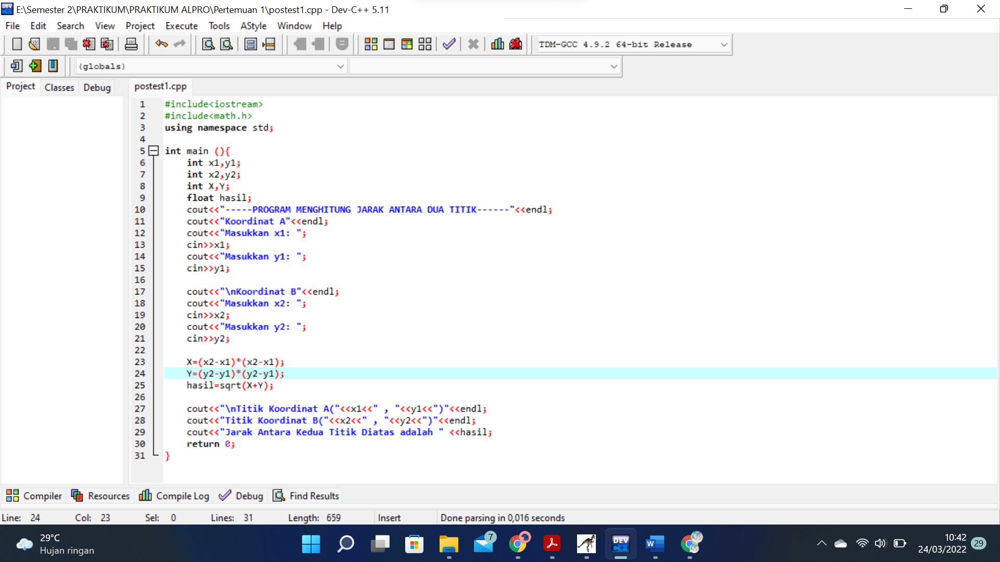 E:\Semester 2\PRAKTIKUM\PRAKTIKUM ALPRO\Pertemuan 1\postest1.cpp - Dev-C++ 5.11
File Edit Search View Project Execute Tools AStyle Window Help
TDM-GCC 4.9.2 64-bit Release
(globals)
Project Classes Debug
postest1.cpp
1 #include<iostream>
2 #include<math.h>
3 using namespace std;
4
5 int main (){
6 int x1,y1;
7 int x2,y2;
8 int X,Y;
9 float hasil;
10 cout<<"-----PROGRAM MENGHITUNG JARAK ANTARA DUA TITIK------"<<endl;
11 cout<<"Koordinat A"<<endl;
12 cout<<"Masukkan x1: ";
13 cin>>x1;
14 cout<<"Masukkan y1: ";
15 cin>>y1;
16
17 cout<<"\nKoordinat B"<<endl;
18 cout<<"Masukkan x2: ";
19 cin>>x2;
20 cout<<"Masukkan y2: ";
21 cin>>y2;
22
23 X=(x2-x1)*(x2-x1);
24 Y=(y2-y1)*(y2-y1);
25 hasil=sqrt(X+Y);
26
27 cout<<"\nTitik Koordinat A("<<x1<<" , "<<y1<<")"<<endl;
28 cout<<"Titik Koordinat B("<<x2<<" , "<<y2<<")"<<endl;
29 cout<<"Jarak Antara Kedua Titik Diatas adalah " <<hasil;
30 return 0;
31 }
Compiler Resources Compile Log Debug Find Results
Line: 24 Col: 23 Sel: 0 Lines: 31 Length: 659 Insert Done parsing in 0,016 seconds
29°C
Hujan ringan
7
DEV
C++
W
10:42
24/03/2022
29